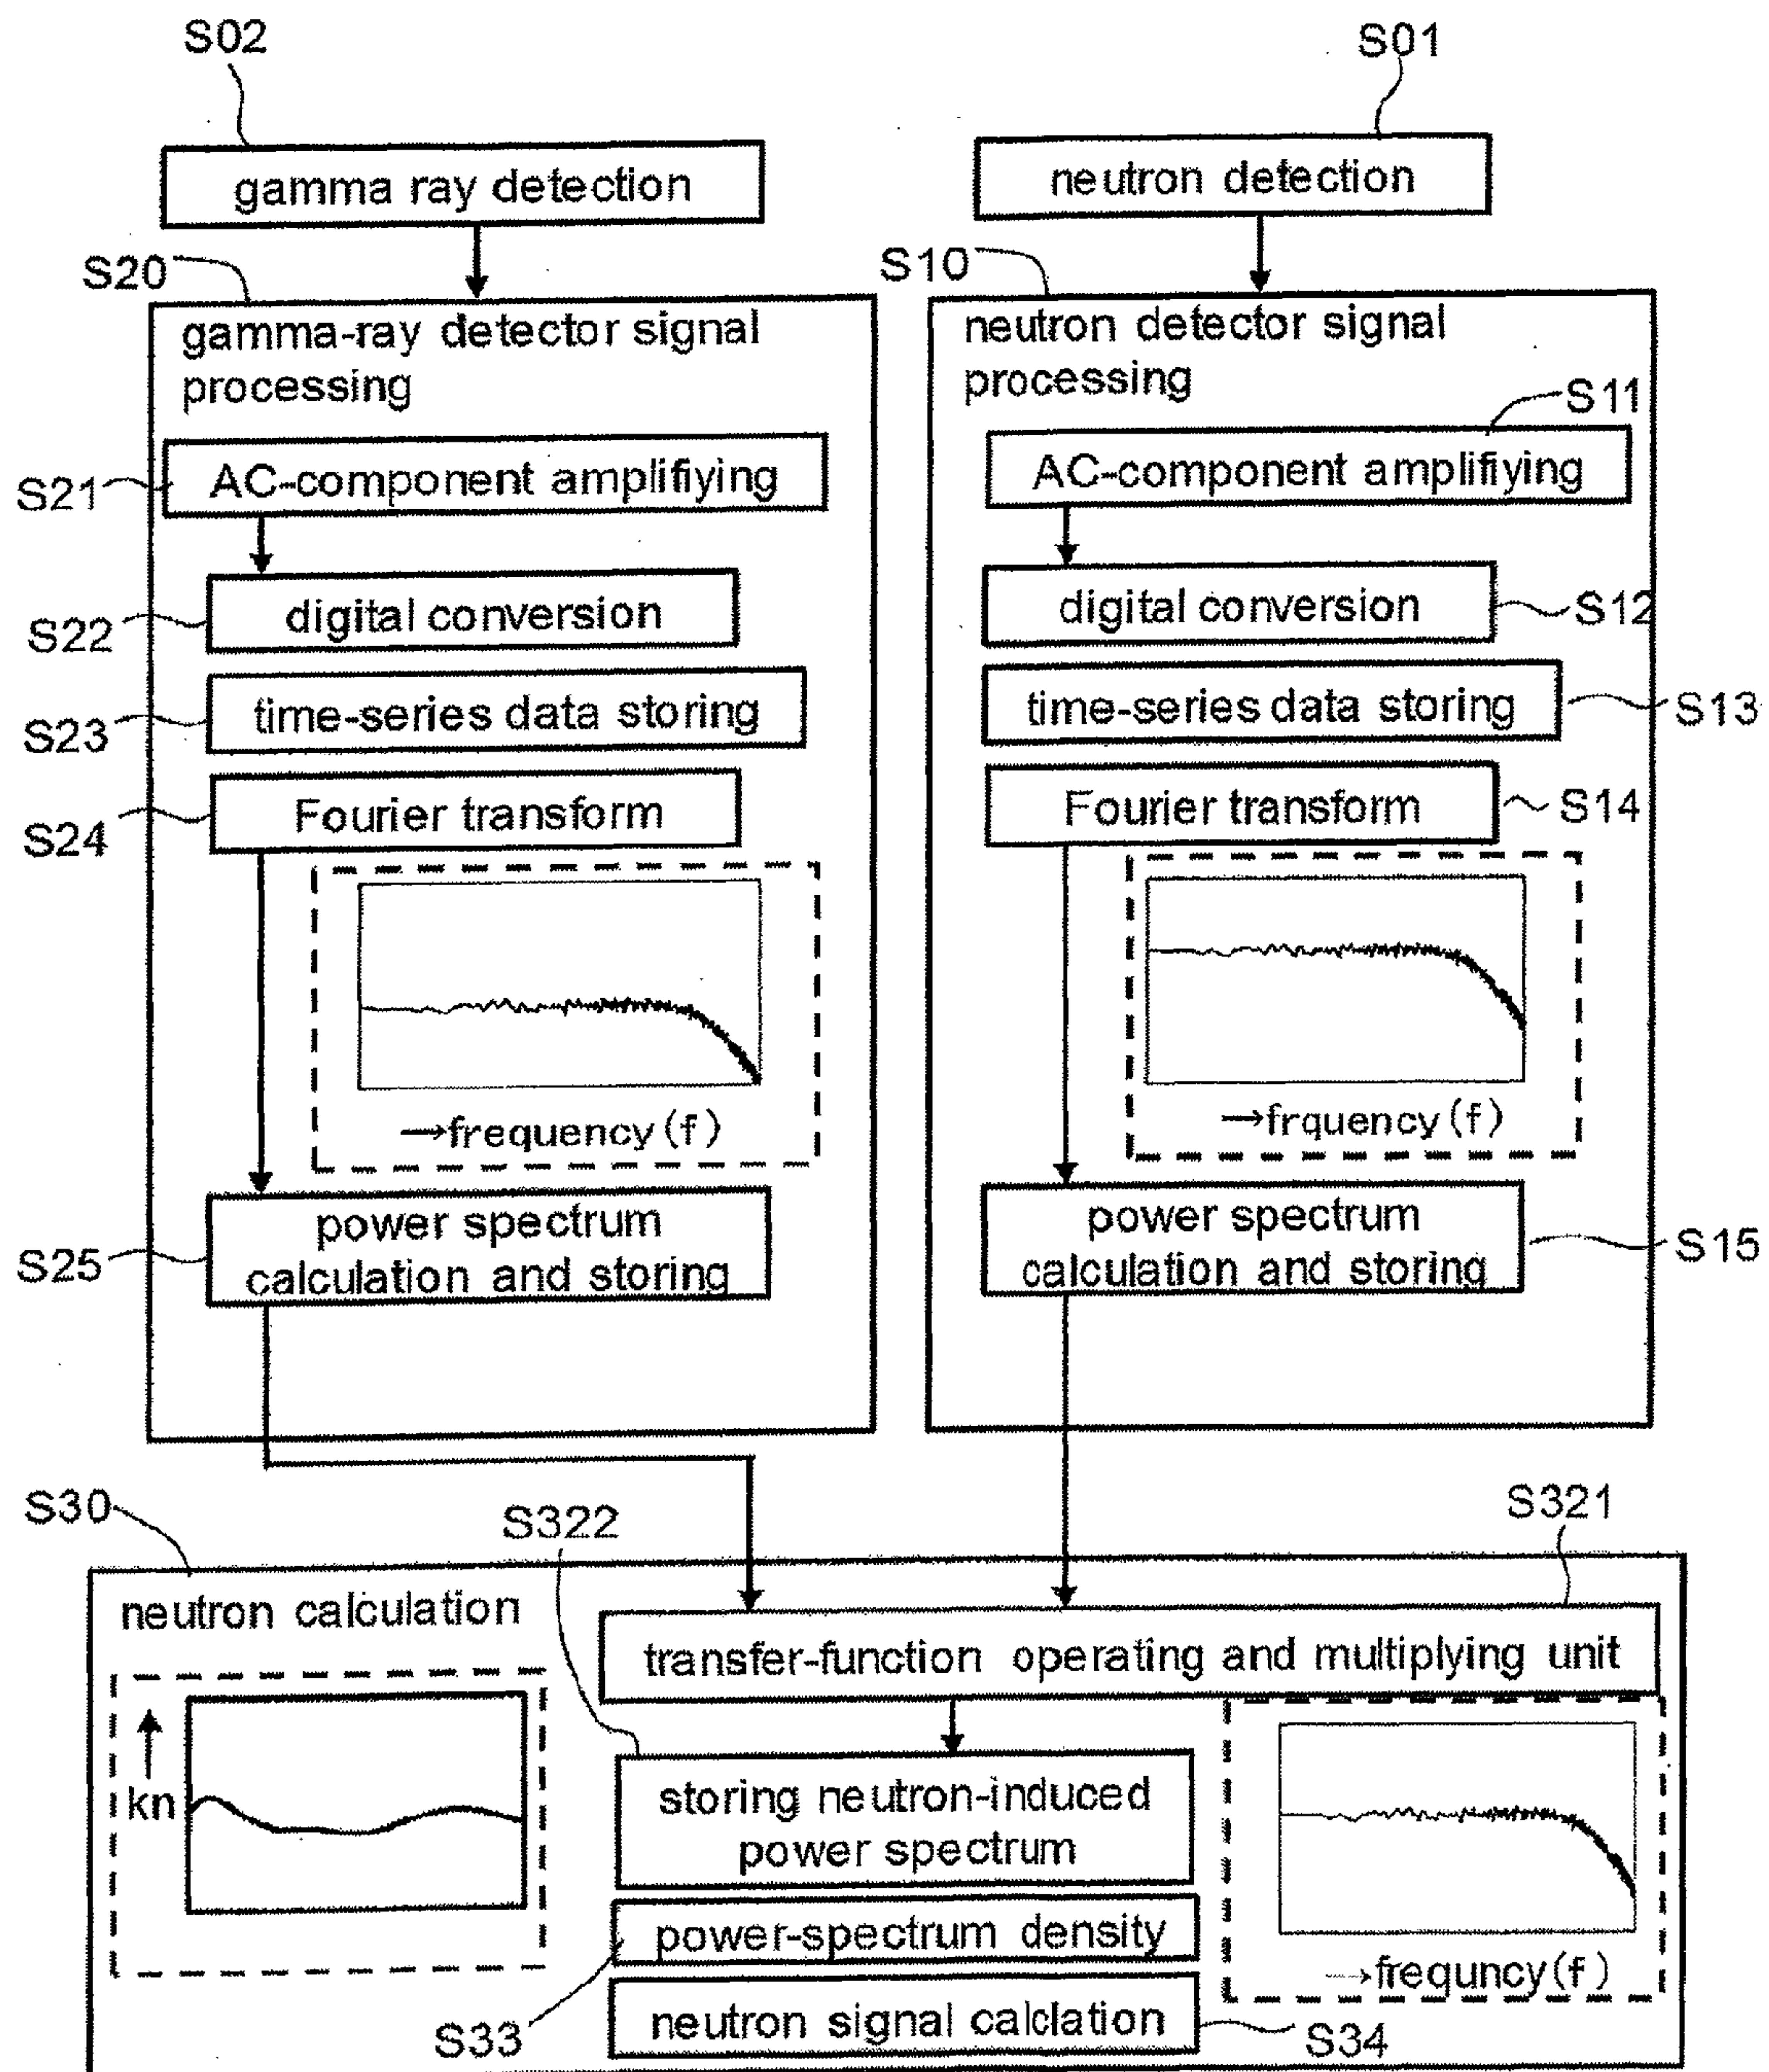 S02
S01
gamma ray detection
neutron detection
S20
S10
gamma-ray detector signal
processing
neutron detector signal
processing
S11
S21
AC-component amplifiying
AC-component amplifiying
S22
digital conversion
digital conversion
S12
S23
time-series data storing
time-series data storing
S13
S24
Fourier transform
Fourier transform
S14
→frequency(f)
→frquency(f)
S25
power spectrum
calculation and storing
power spectrum
calculation and storing
S15
S30
S322
S321
neutron calculation
transfer-function operating and multiplying unit
kn
storing neutron-induced
power spectrum
power-spectrum density
→freguncy(f)
S33
neutron signal calclation
S34